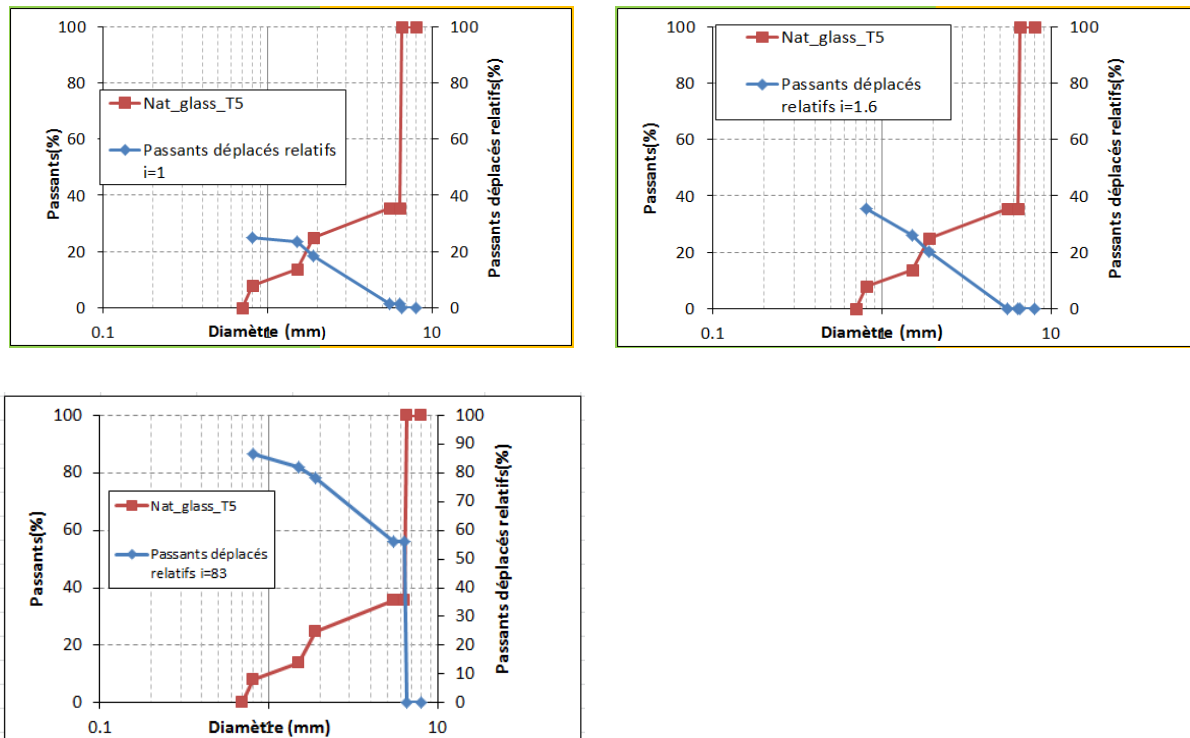 100
80
60
40
20
0
Passants(%)
Nat_glass_T5
Passants déplacés relatifs
i=1
100
80
60
40
20
0
Passants déplacés relatifs(%)
0.1
1
10
Diamètre (mm)
100
80
60
40
20
0
Passants(%)
Nat_glass_T5
Passants déplacés
relatifs i=1.6
100
80
60
40
20
0
Passants déplacés relatifs(%)
0.1
1
10
Diamètre (mm)
100
80
60
40
20
0
Passants(%)
Nat_glass_T5
Passants déplacés
relatifs i=83
100
90
80
70
60
50
40
30
20
10
0
Passants déplacés relatifs(%)
0.1
1
10
Diamètre (mm)